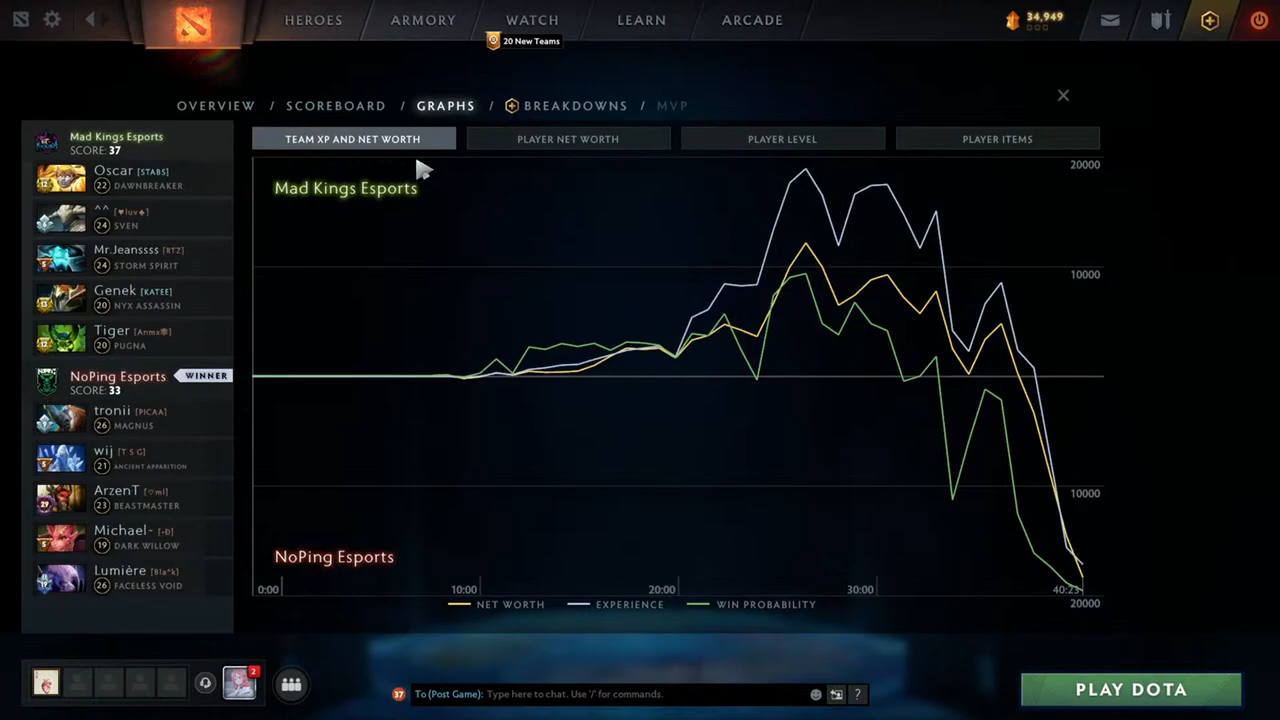 HEROES
ARMORY
WATCH
LEARN
ARCADE
34,949
20 New Teams
OVERVIEW / SCOREBOARD / GRAPHS / BREAKDOWNS / MVP
TEAM XP AND NET WORTH
PLAYER NET WORTH
PLAYER LEVEL
PLAYER ITEMS
Mad Kings Esports
SCORE: 37
Oscar [STABS]
22 DAWNBREAKER
^^ [♥luv♠]
24 SVEN
Mr.Jeanssss [RTZ]
24 STORM SPIRIT
Genek [KATEE]
20 NYX ASSASSIN
Tiger
20 PUGNA
NoPing Esports
WINNER
SCORE: 33
tronii [PICAA]
26 MAGNUS
wij [T S G]
21 ANCIENT APPARITION
ArzenT [♡ml]
23 BEASTMASTER
Michael-
19 DARK WILLOW
Lumière [Bla^k]
26 FACELESS VOID
Mad Kings Esports
NoPing Esports
20000
10000
10000
20000
0:00
10:00
20:00
30:00
40:23
NET WORTH
EXPERIENCE
WIN PROBABILITY
2
37
To (Post Game): Type here to chat. Use '/' for commands.
?
PLAY DOTA